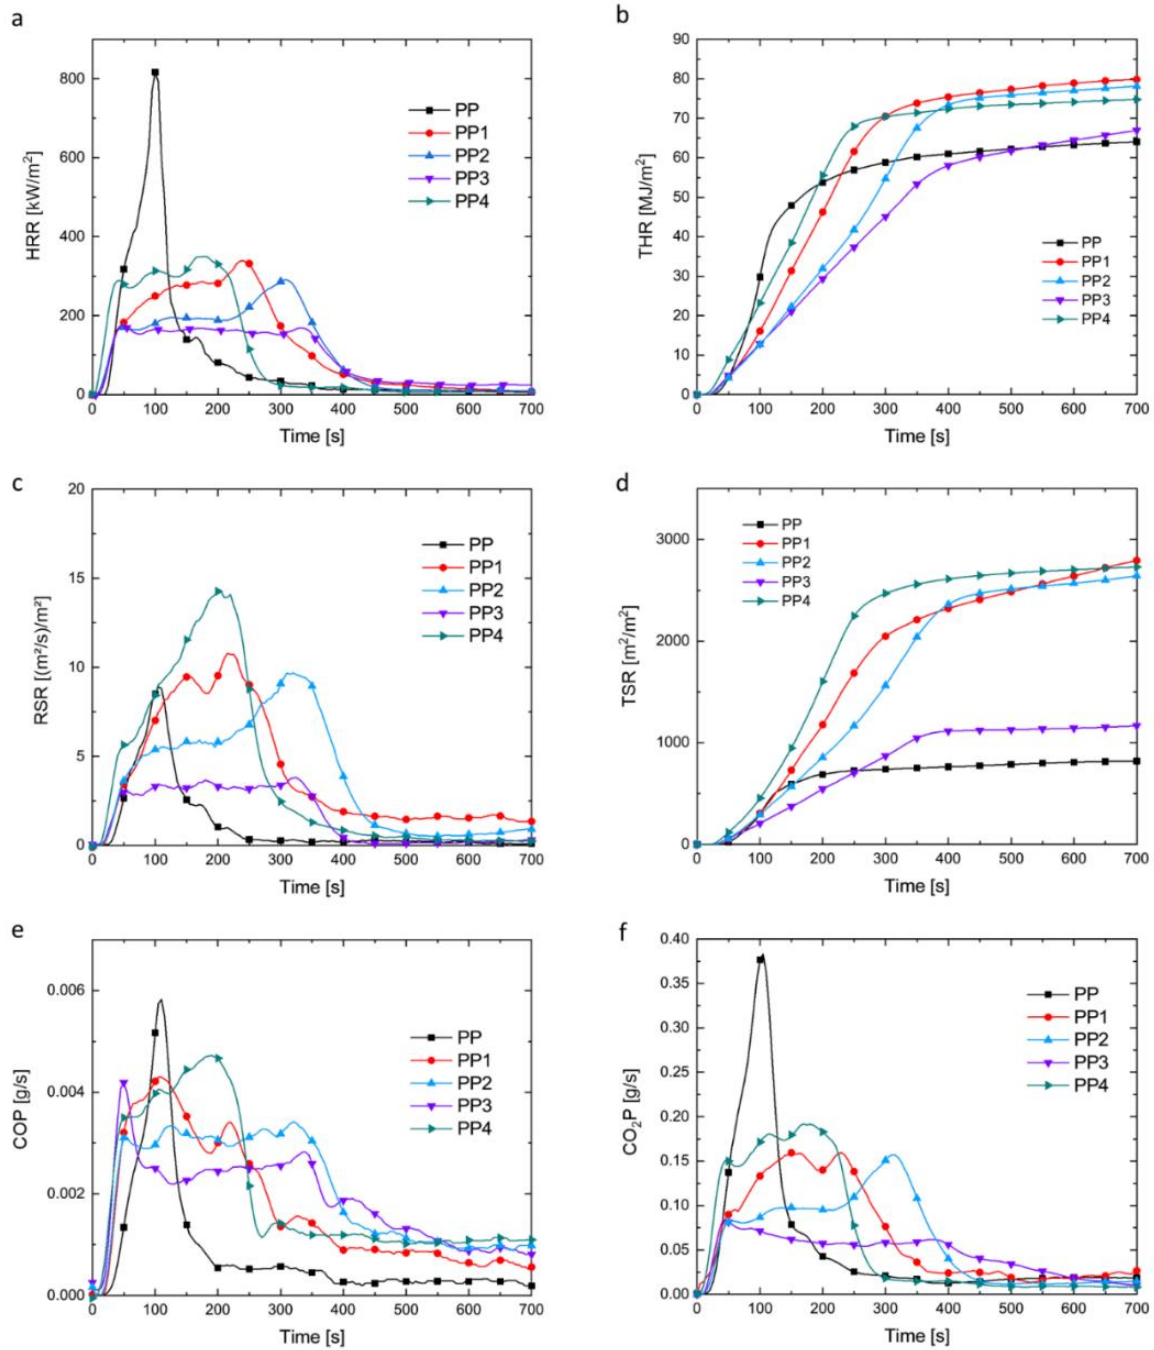 a
HRR [kW/m²]
800
600
400
200
0
0 100 200 300 400 500 600 700
Time [s]
PP
PP1
PP2
PP3
PP4
b
THR [MJ/m²]
90
80
70
60
50
40
30
20
10
0
0 100 200 300 400 500 600 700
Time [s]
PP
PP1
PP2
PP3
PP4
c
RSR [(m²/s)/m²]
20
15
10
5
0
0 100 200 300 400 500 600 700
Time [s]
PP
PP1
PP2
PP3
PP4
d
TSR [m²/m²]
3000
2000
1000
0
0 100 200 300 400 500 600 700
Time [s]
PP
PP1
PP2
PP3
PP4
e
COP [g/s]
0.006
0.004
0.002
0.000
0 100 200 300 400 500 600 700
Time [s]
PP
PP1
PP2
PP3
PP4
f
CO₂P [g/s]
0.40
0.35
0.30
0.25
0.20
0.15
0.10
0.05
0.00
0 100 200 300 400 500 600 700
Time [s]
PP
PP1
PP2
PP3
PP4